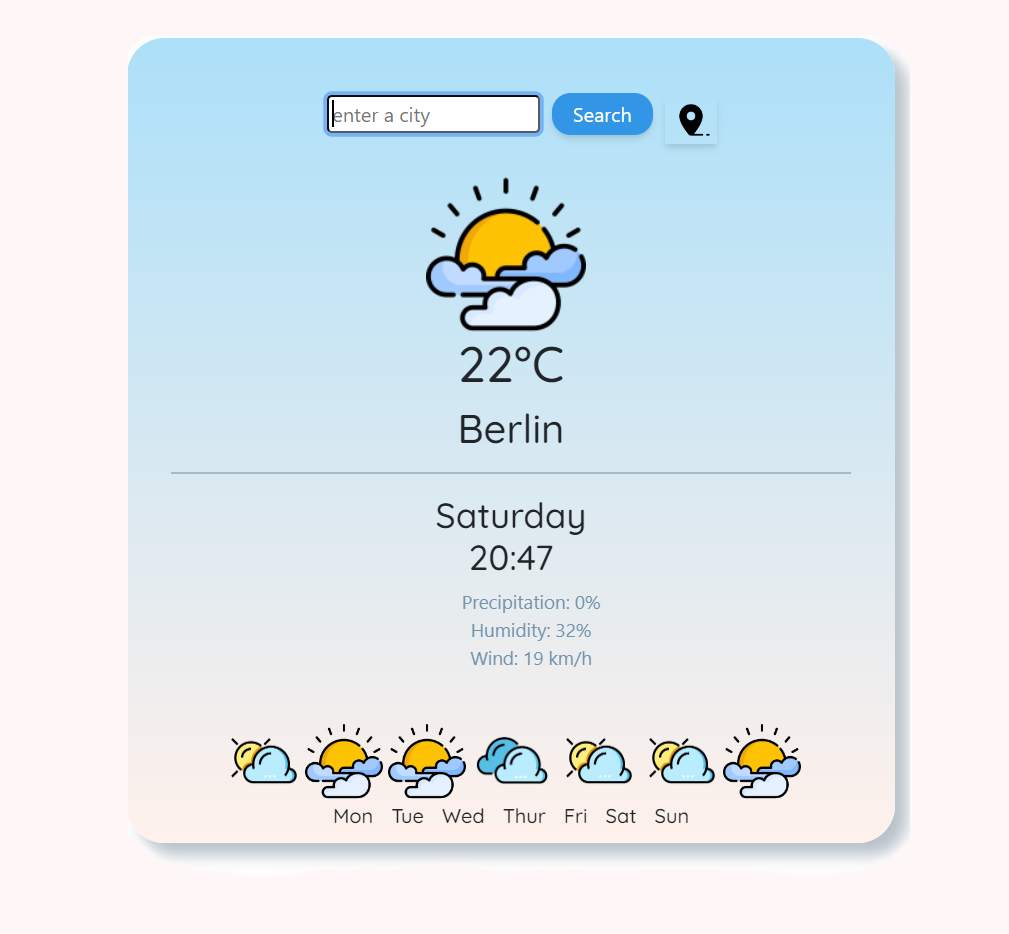 enter a city Search
22°C
Berlin
Saturday
20:47
Precipitation: 0%
Humidity: 32%
Wind: 19 km/h
Mon Tue Wed Thur Fri Sat Sun